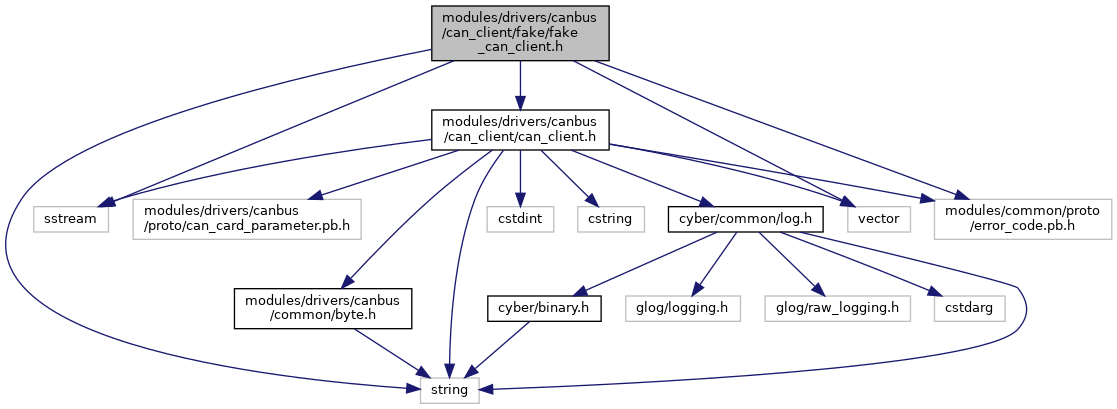 modules/drivers/canbus
/can_client/fake/fake
_can_client.h
modules/drivers/canbus
/can_client/can_client.h
sstream
modules/drivers/canbus
/proto/can_card_parameter.pb.h
cstdint
cstring
cyber/common/log.h
vector
modules/common/proto
/error_code.pb.h
modules/drivers/canbus
/common/byte.h
cyber/binary.h
glog/logging.h
glog/raw_logging.h
cstdarg
string